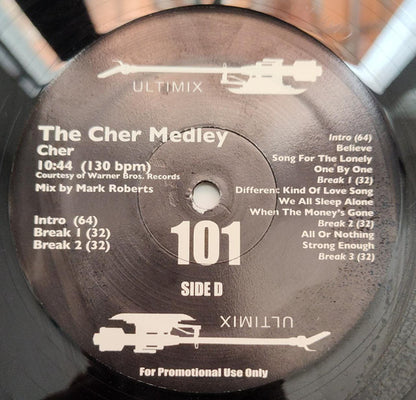 ULTIMIX
The Cher Medley
Cher
10:44 (130 bpm)
Courtesy of Warner Bros. Records
Mix by Mark Roberts
Intro (64)
Break 1 (32)
Break 2 (32)
Intro (64)
Believe
Song For The Lonely
One By One
Break 1 (32)
Different Kind Of Love Song
We All Sleep Alone
When The Money's Gone
Break 2 (32)
All Or Nothing
Strong Enough
Break 3 (32)
101
SIDE D
ULTIMIX
For Promotional Use Only